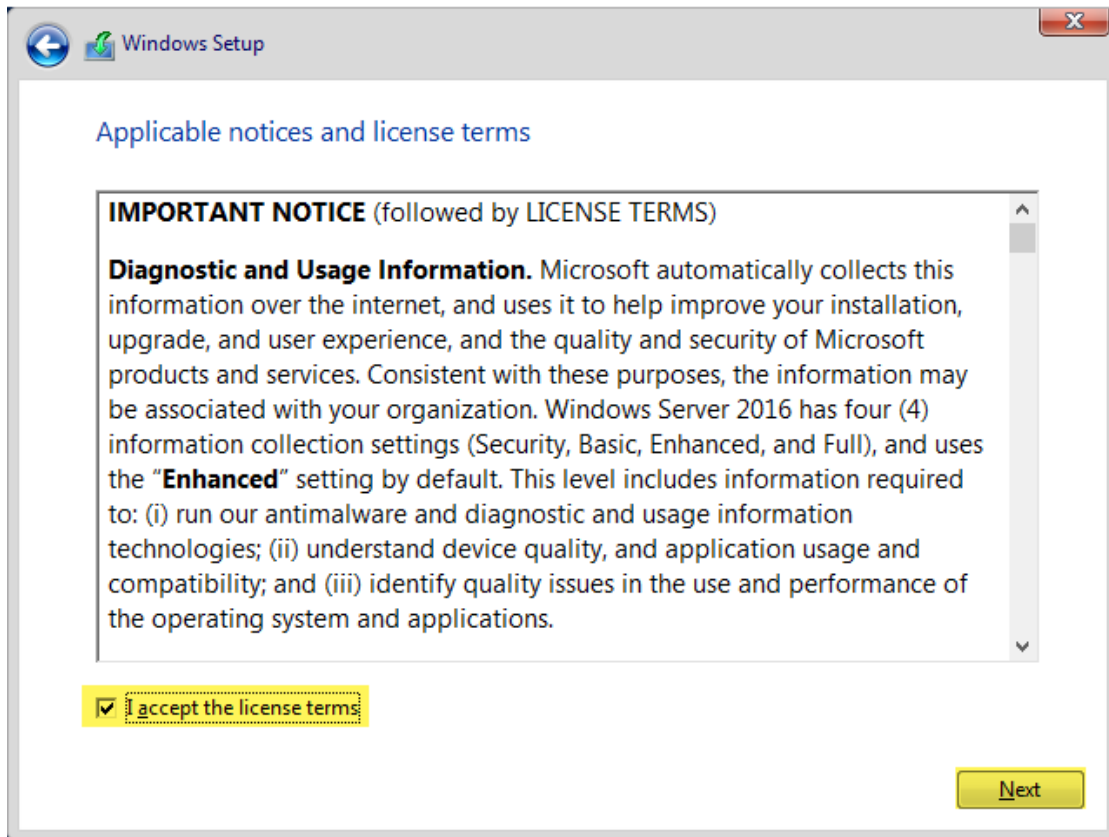 Windows Setup
Applicable notices and license terms
IMPORTANT NOTICE (followed by LICENSE TERMS)
Diagnostic and Usage Information. Microsoft automatically collects this
information over the internet, and uses it to help improve your installation,
upgrade, and user experience, and the quality and security of Microsoft
products and services. Consistent with these purposes, the information may
be associated with your organization. Windows Server 2016 has four (4)
information collection settings (Security, Basic, Enhanced, and Full), and uses
the “Enhanced” setting by default. This level includes information required
to: (i) run our antimalware and diagnostic and usage information
technologies; (ii) understand device quality, and application usage and
compatibility; and (iii) identify quality issues in the use and performance of
the operating system and applications.
I accept the license terms
Next